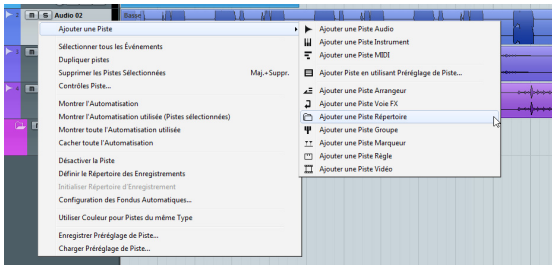 2 m S Audio 02 Basse
Ajouter une Piste
Sélectionner tous les Événements
Dupliquer pistes
Supprimer les Pistes Sélectionnées Maj.+Suppr.
Contrôles Piste...
Montrer l'Automatisation
Montrer l'Automatisation utilisée (Pistes sélectionnées)
Montrer toute l'Automatisation utilisée
Cacher toute l'Automatisation
Désactiver la Piste
Définir le Répertoire des Enregistrements
Initialiser Répertoire d'Enregistrement
Configuration des Fondus Automatiques...
Utiliser Couleur pour Pistes du même Type
Enregistrer Préréglage de Piste...
Charger Préréglage de Piste...
Ajouter une Piste Audio
Ajouter une Piste Instrument
Ajouter une Piste MIDI
Ajouter Piste en utilisant Préréglage de Piste...
Ajouter une Piste Arrangeur
Ajouter une Piste Voie FX
Ajouter une Piste Répertoire
Ajouter une Piste Groupe
Ajouter une Piste Marqueur
Ajouter une Piste Règle
Ajouter une Piste Vidéo
3
4